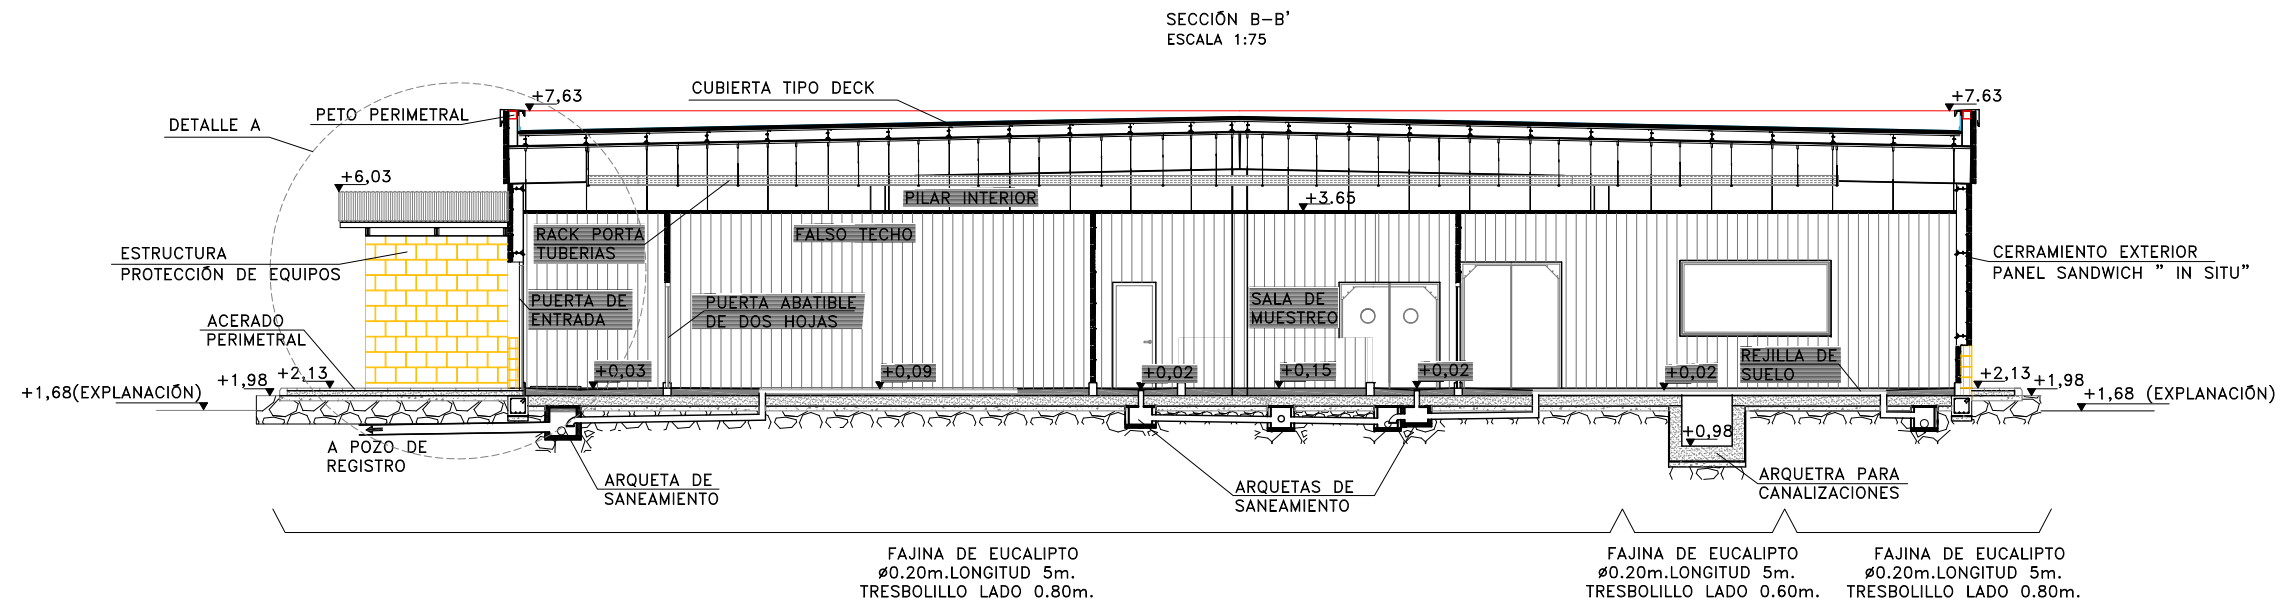 SECCIÓN B-B'
ESCALA 1:75
+7,63
CUBIERTA TIPO DECK
+7.63
PETO PERIMETRAL
DETALLE A
+6,03
PILAR INTERIOR
+3.65
RACK PORTA
TUBERIAS
FALSO TECHO
ESTRUCTURA
PROTECCIÓN DE EQUIPOS
CERRAMIENTO EXTERIOR
PANEL SANDWICH " IN SITU"
PUERTA DE
ENTRADA
PUERTA ABATIBLE
DE DOS HOJAS
SALA DE
MUESTREO
ACERADO
PERIMETRAL
REJILLA DE
SUELO
+1,68(EXPLANACIÓN)
+1,98
+2,13
+0,03
+0,09
+0,02
+0,15
+0,02
+0,02
+2,13
+1,98
+1,68 (EXPLANACIÓN)
+0,98
A POZO DE
REGISTRO
ARQUETA DE
SANEAMIENTO
ARQUETAS DE
SANEAMIENTO
ARQUETRA PARA
CANALIZACIONES
FAJINA DE EUCALIPTO
ø0.20m.LONGITUD 5m.
TRESBOLILLO LADO 0.80m.
FAJINA DE EUCALIPTO
ø0.20m.LONGITUD 5m.
TRESBOLILLO LADO 0.60m.
FAJINA DE EUCALIPTO
ø0.20m.LONGITUD 5m.
TRESBOLILLO LADO 0.80m.